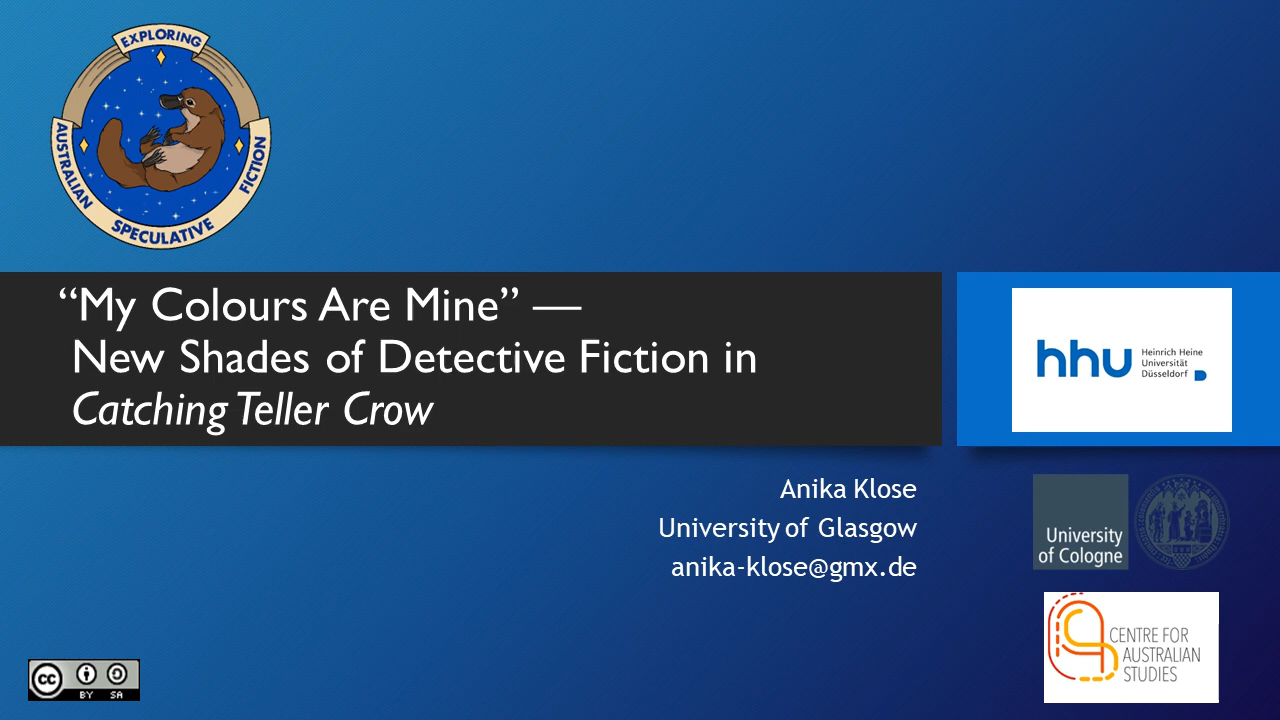 EXPLORING
AUSTRALIAN
SPECULATIVE
FICTION
“My Colours Are Mine” —
New Shades of Detective Fiction in
Catching Teller Crow
hhu
Heinrich Heine
Universität
Düsseldorf
Anika Klose
University of Glasgow
anika-klose@gmx.de
University
of Cologne
CENTRE FOR
AUSTRALIAN
STUDIES
cc
BY SA